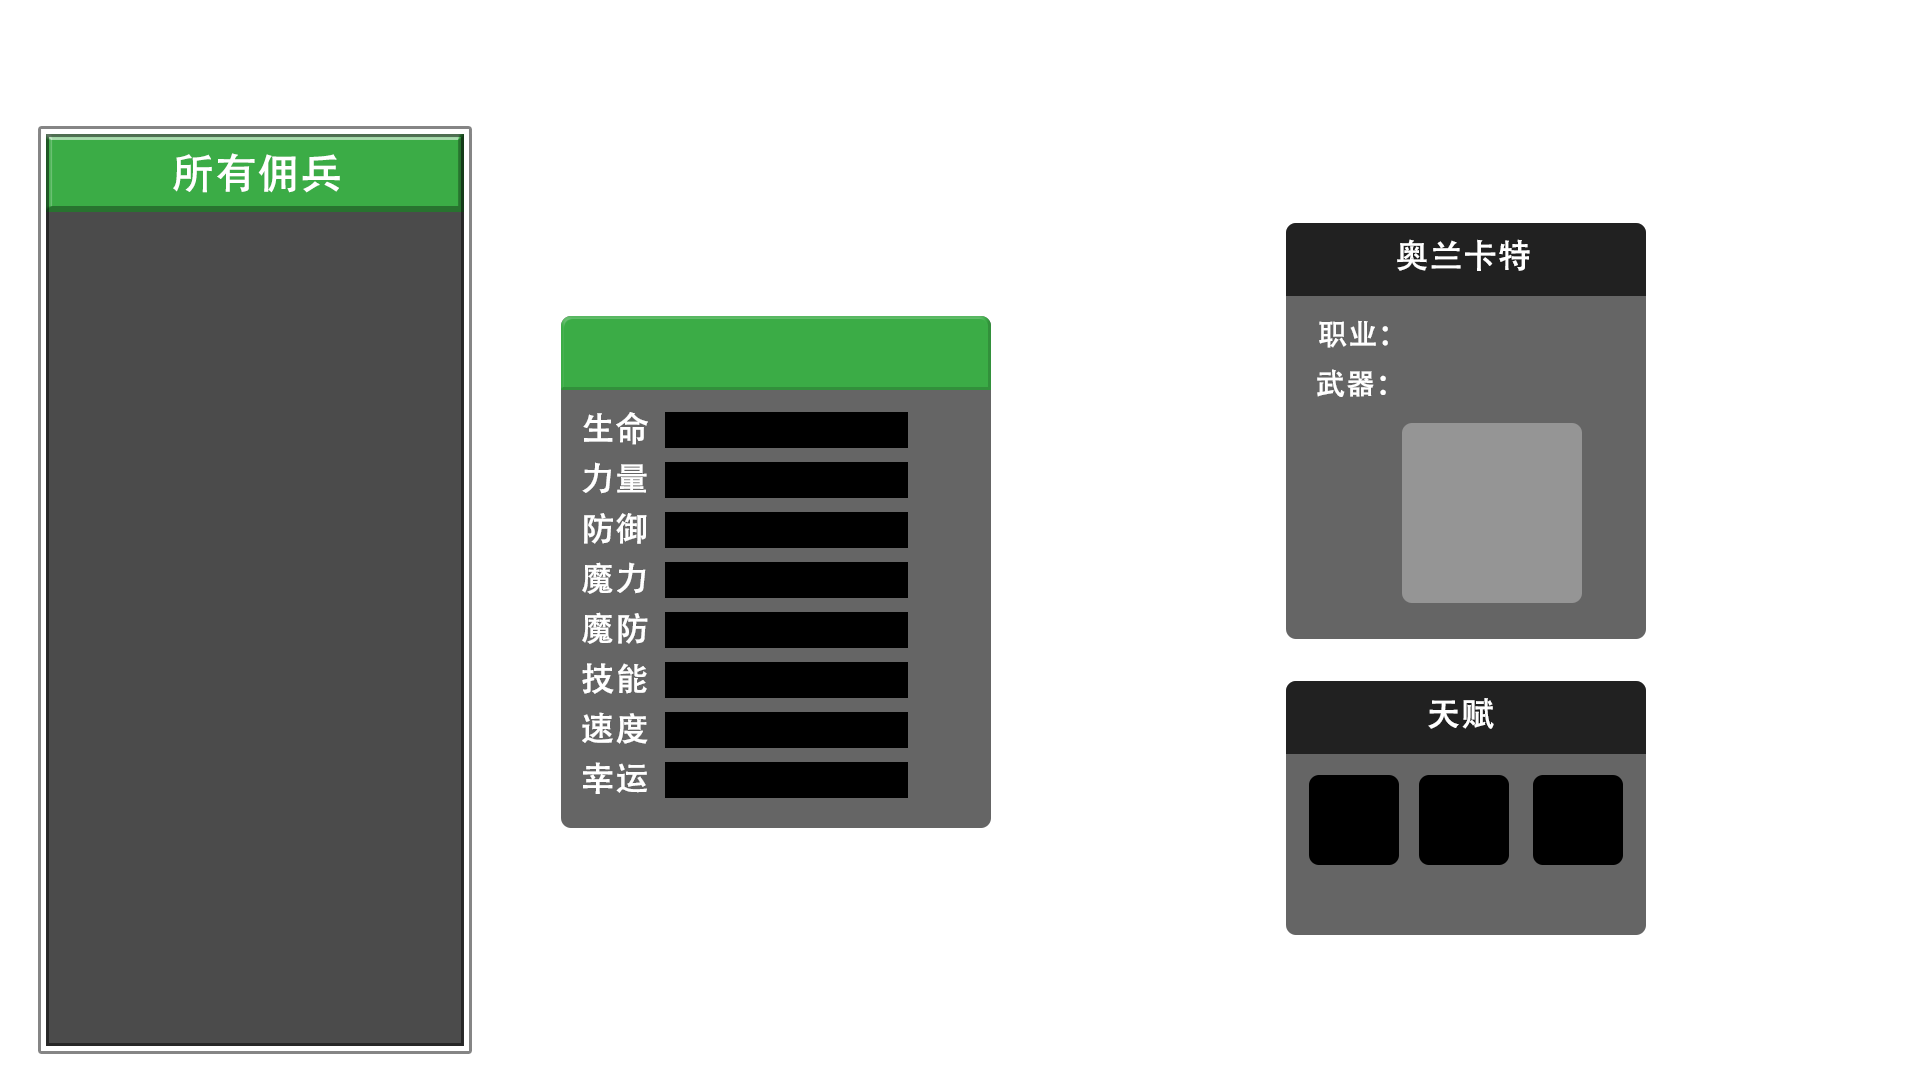 所有佣兵
生命
力量
防御
魔力
魔防
技能
速度
幸运
奥兰卡特
职业：
武器：
天赋